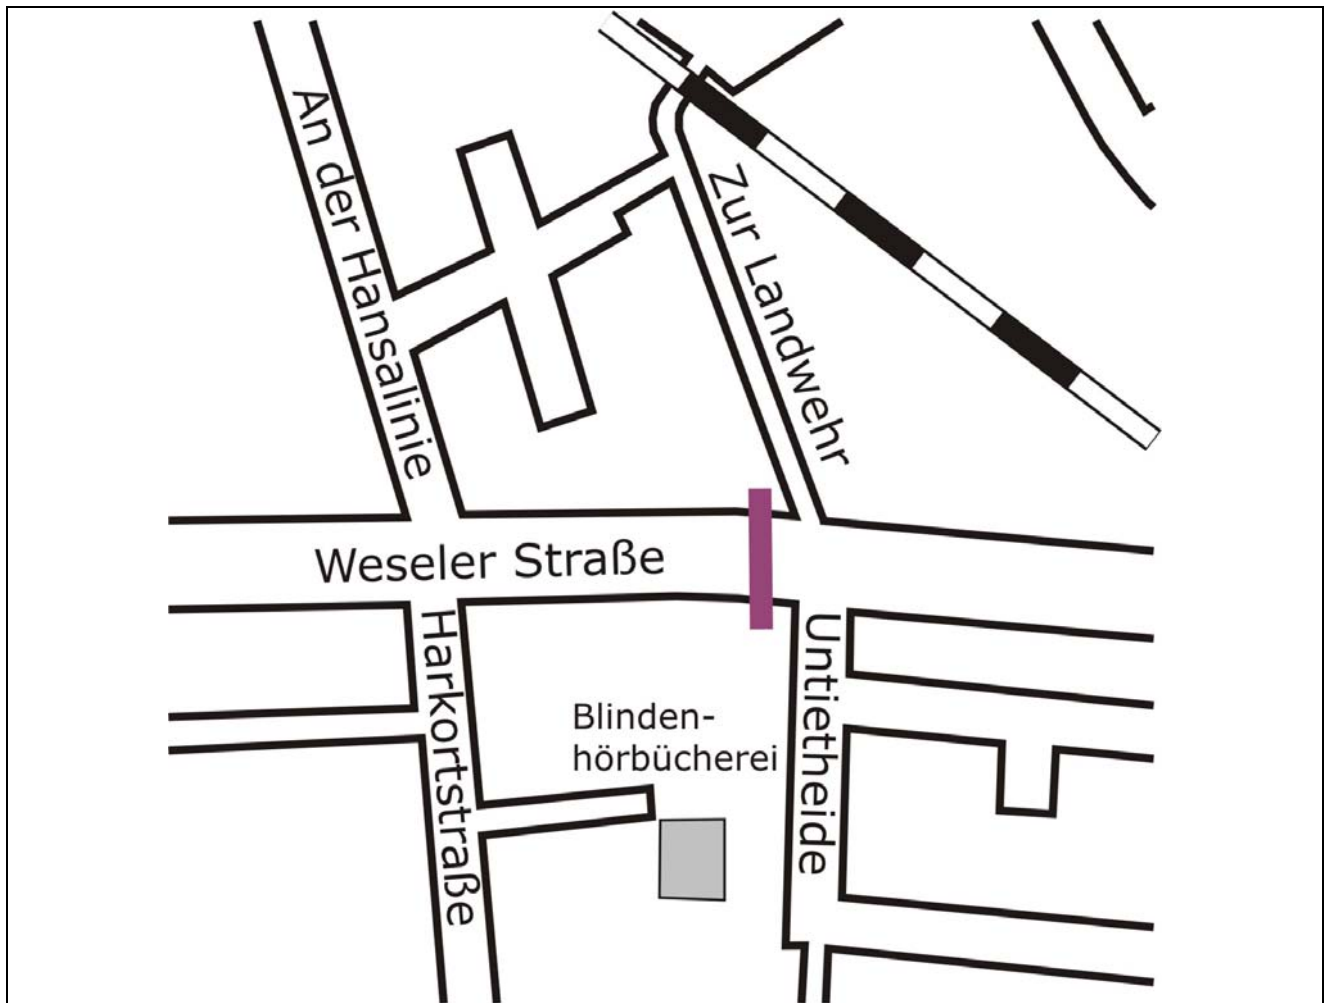 An der Hansalinie
Zur Landwehr
Weseler Straße
Harkortstraße
Untietheide
Blinden-
hörbücherei